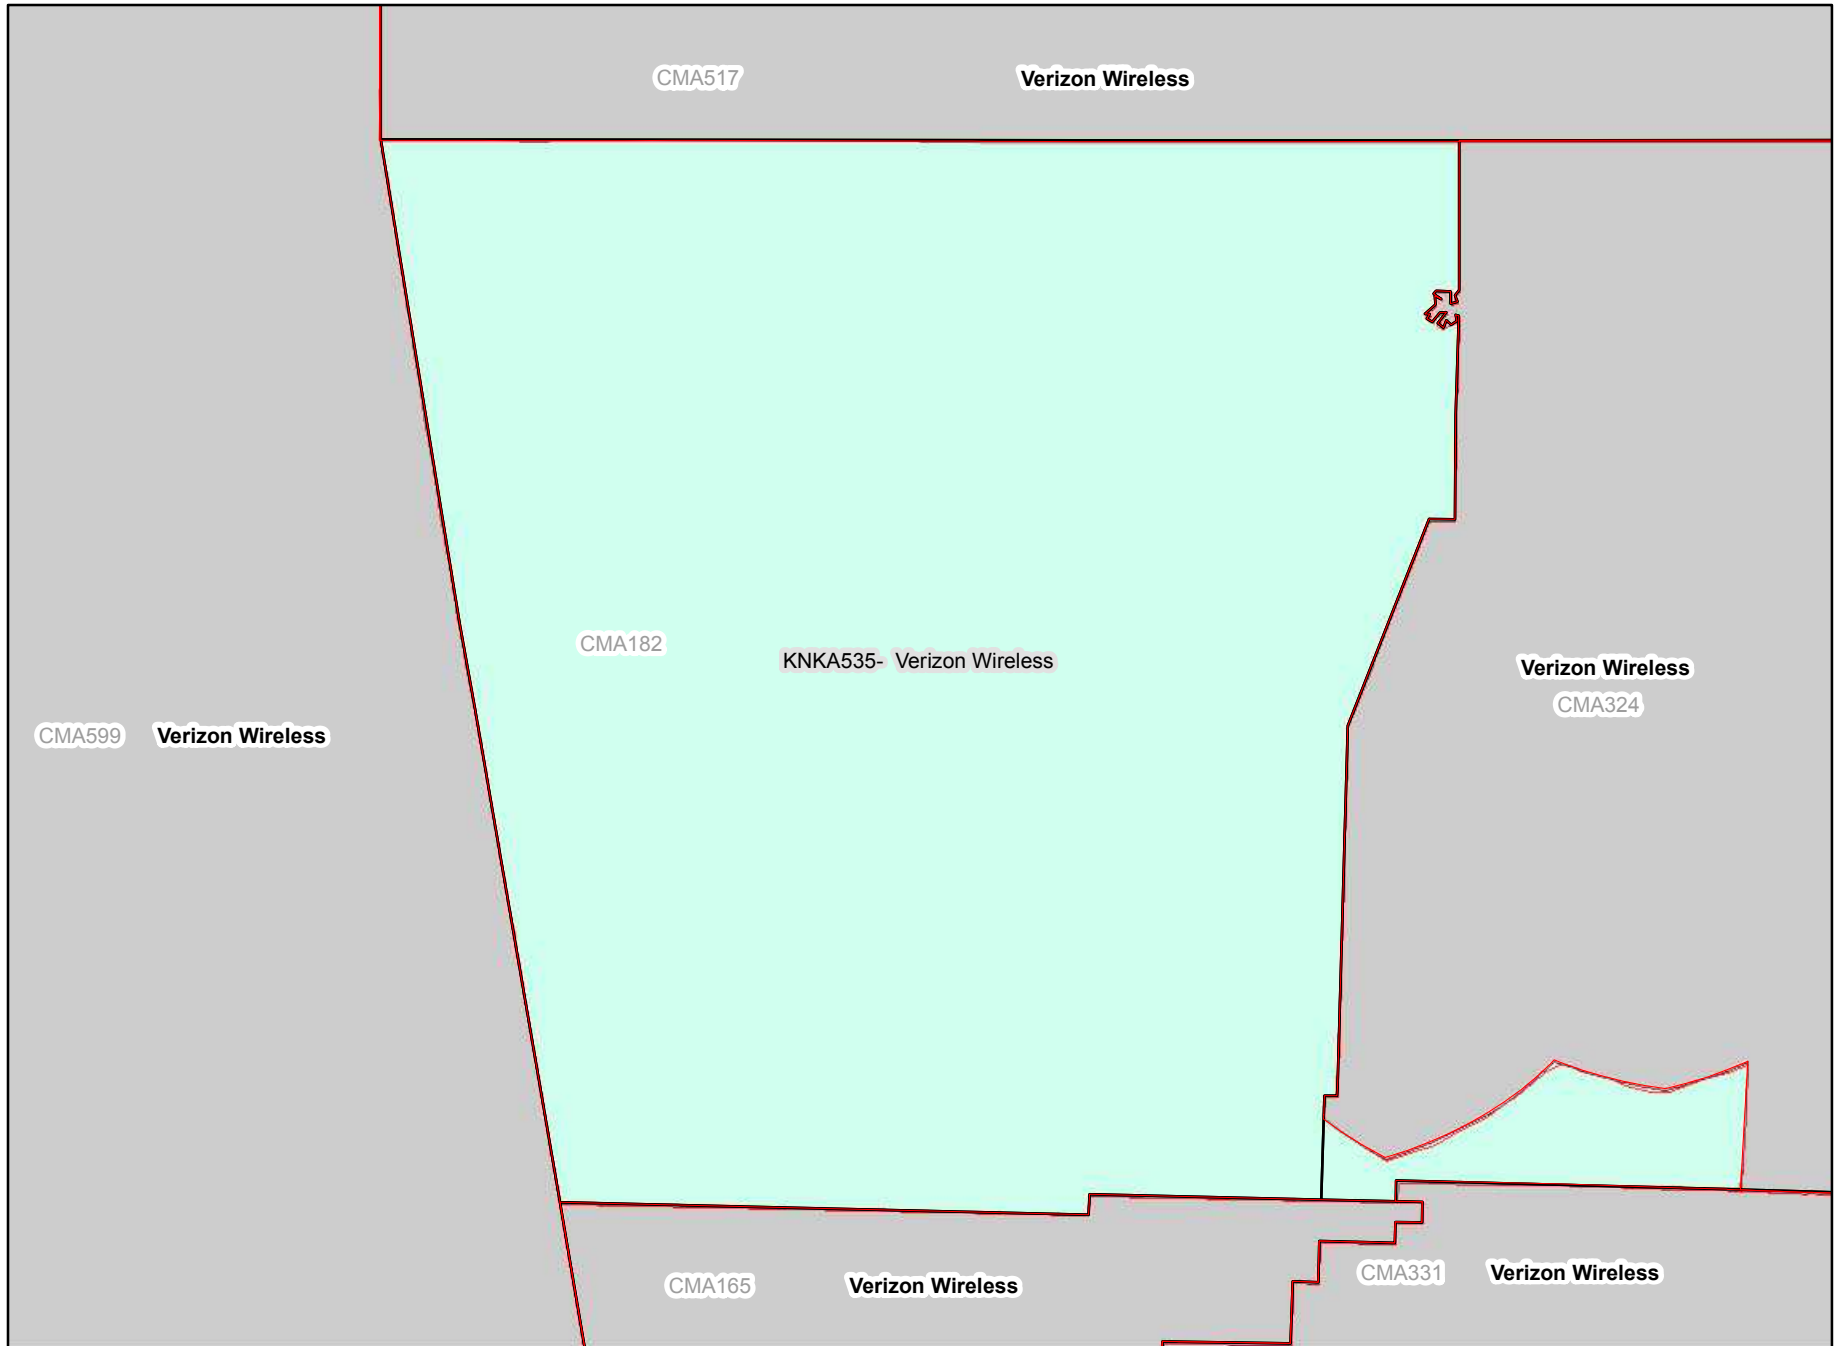 CMA517 Verizon Wireless
CMA182 KNKA535- Verizon Wireless
Verizon Wireless
CMA324
CMA599 Verizon Wireless
CMA165 Verizon Wireless
CMA331 Verizon Wireless